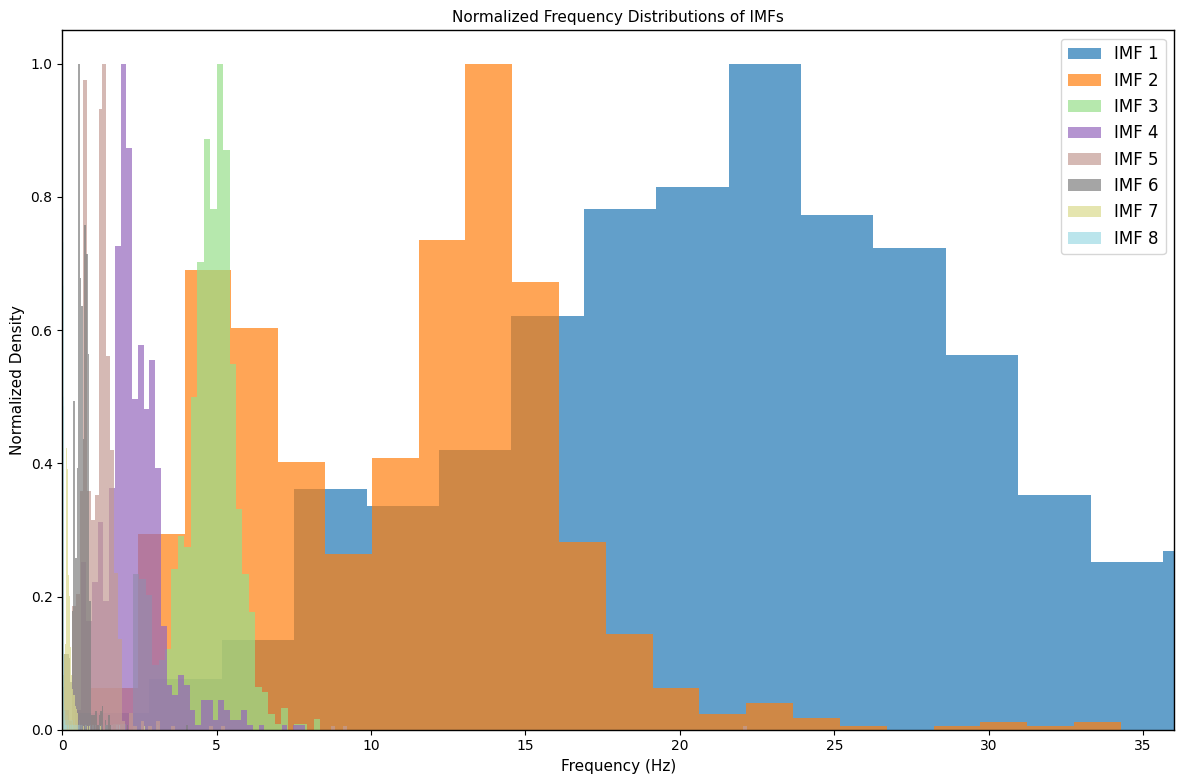 Normalized Frequency Distributions of IMFs
1.0
0.8
0.6
0.4
0.2
0.0
Normalized Density
IMF 1
IMF 2
IMF 3
IMF 4
IMF 5
IMF 6
IMF 7
IMF 8
0 5 10 15 20 25 30 35
Frequency (Hz)